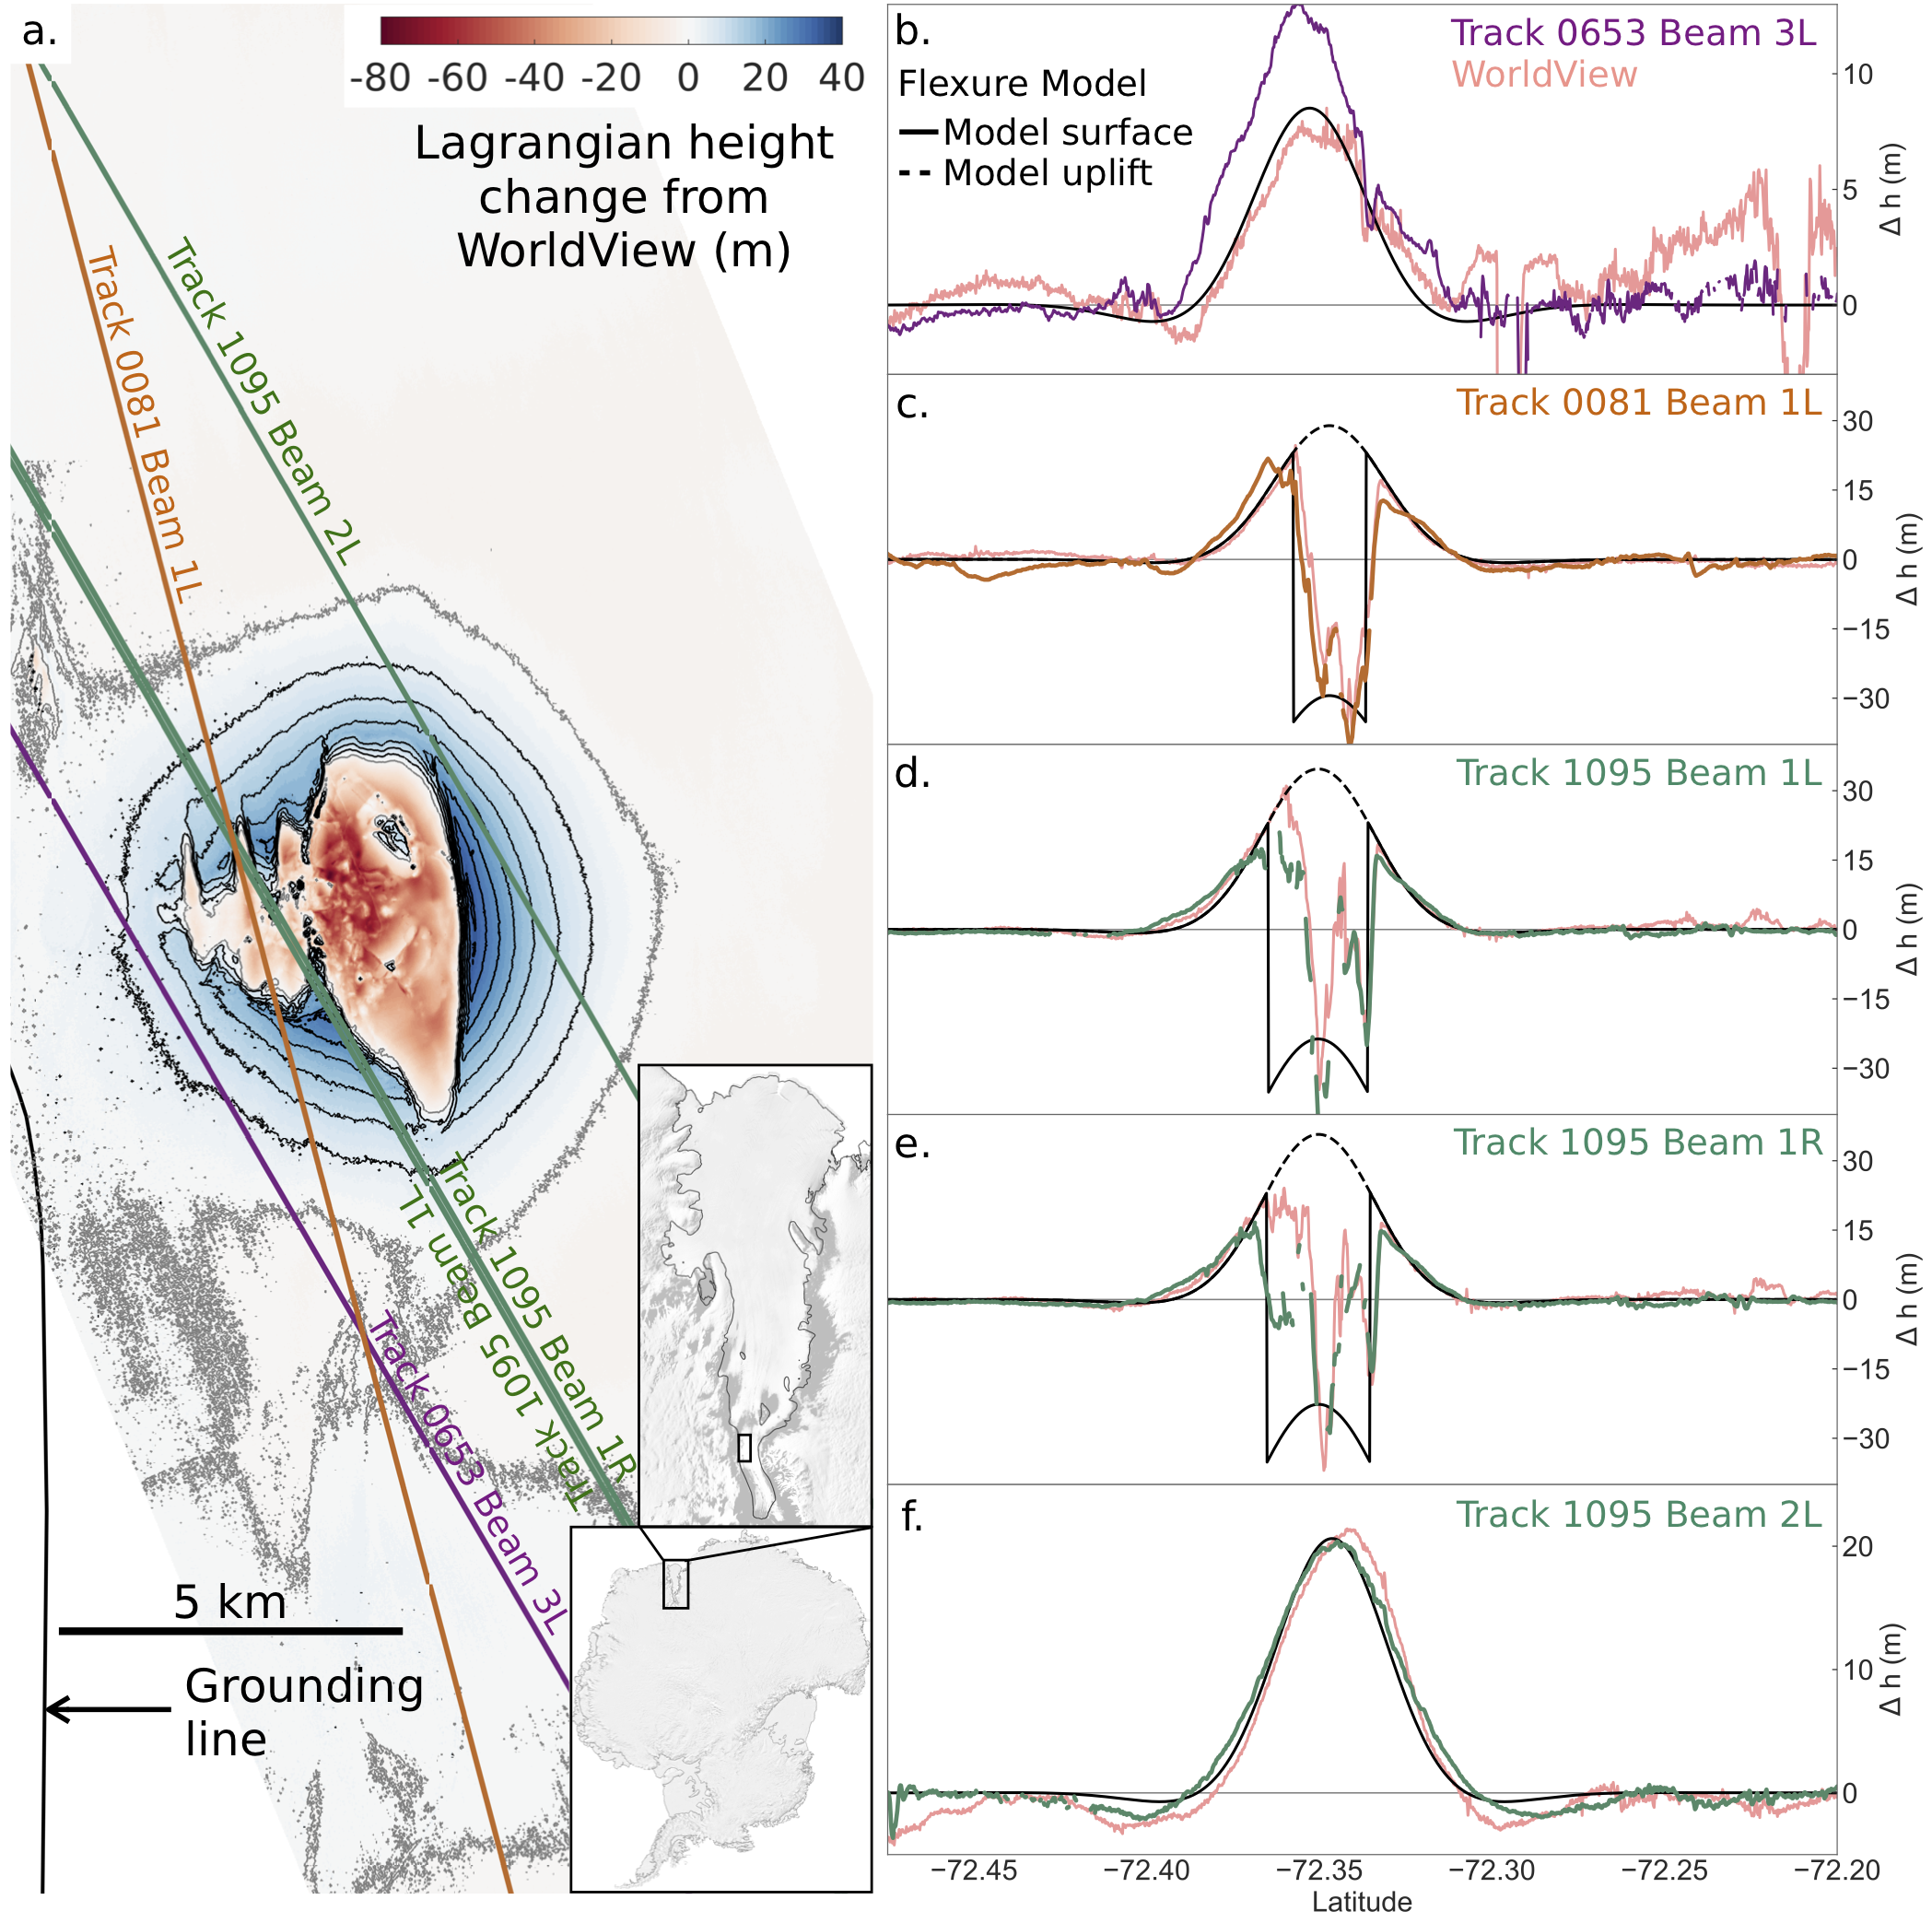 a.
-80 -60 -40 -20 0 20 40
Lagrangian height
change from
WorldView (m)
Track 0081 Beam 1L
Track 1095 Beam 2L
Track 1095 Beam 1R
Track 1095 Beam 1L
Track 0653 Beam 3L
5 km
Grounding
line
b.
Track 0653 Beam 3L
WorldView
Flexure Model
Model surface
Model uplift
10
5
0
Δ h (m)
c.
Track 0081 Beam 1L
30
15
0
−15
−30
Δ h (m)
d.
Track 1095 Beam 1L
30
15
0
−15
−30
Δ h (m)
e.
Track 1095 Beam 1R
30
15
0
−15
−30
Δ h (m)
f.
Track 1095 Beam 2L
20
10
0
Δ h (m)
−72.45 −72.40 −72.35 −72.30 −72.25 −72.20
Latitude